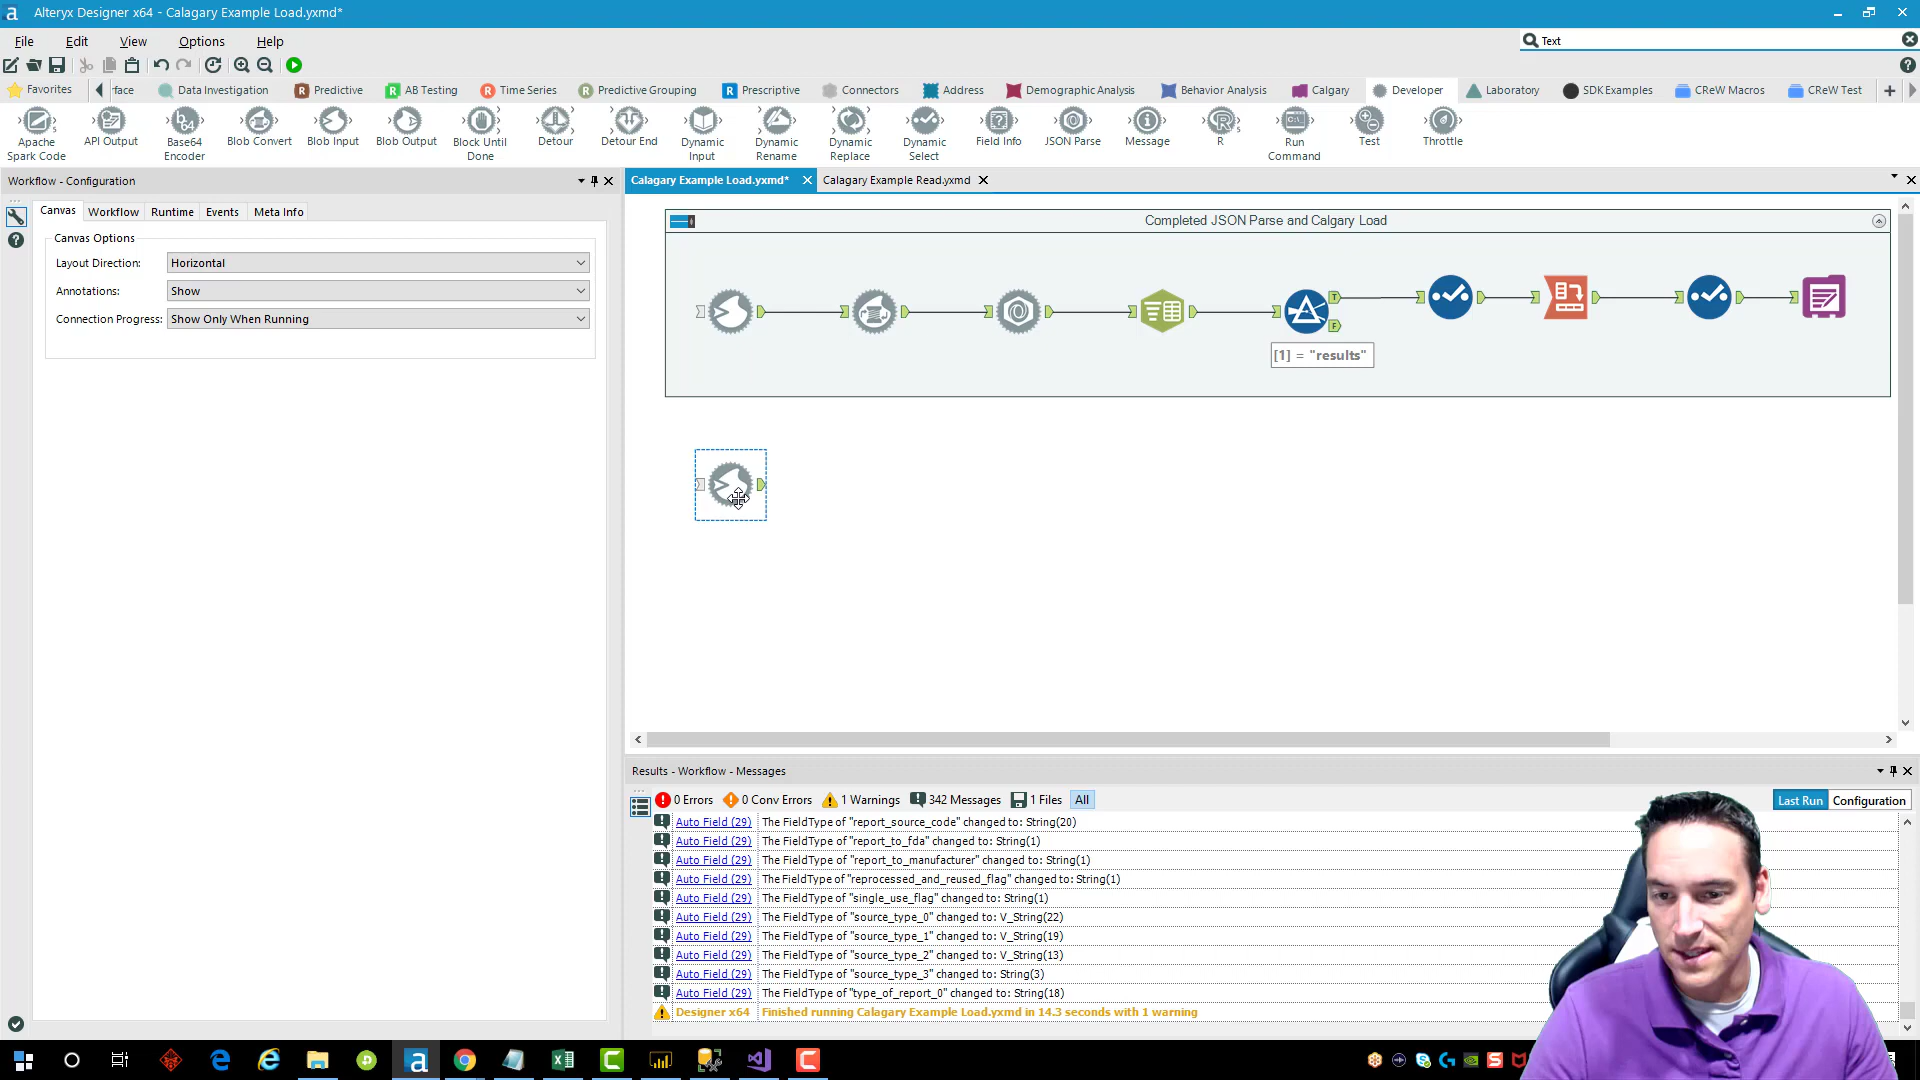 Alteryx Designer x64 - Calagary Example Load.yxmd*
File Edit View Options Help
Text
Favorites rface Data Investigation Predictive AB Testing Time Series Predictive Grouping Prescriptive Connectors Address Demographic Analysis Behavior Analysis Calgary Developer Laboratory SDK Examples CReW Macros CReW Test
Apache Spark Code
API Output
Base64 Encoder
Blob Convert
Blob Input
Blob Output
Block Until Done
Detour
Detour End
Dynamic Input
Dynamic Rename
Dynamic Replace
Dynamic Select
Field Info
JSON Parse
Message
R
Run Command
Test
Throttle
Workflow - Configuration
Calagary Example Load.yxmd* Calagary Example Read.yxmd
Canvas Workflow Runtime Events Meta Info
Canvas Options
Layout Direction: Horizontal
Annotations: Show
Connection Progress: Show Only When Running
Completed JSON Parse and Calgary Load
[1] = "results"
Results - Workflow - Messages
0 Errors 0 Conv Errors 1 Warnings 342 Messages 1 Files All Last Run Configuration
Auto Field (29) The FieldType of "report_source_code" changed to: String(20)
Auto Field (29) The FieldType of "report_to_fda" changed to: String(1)
Auto Field (29) The FieldType of "report_to_manufacturer" changed to: String(1)
Auto Field (29) The FieldType of "reprocessed_and_reused_flag" changed to: String(1)
Auto Field (29) The FieldType of "single_use_flag" changed to: String(1)
Auto Field (29) The FieldType of "source_type_0" changed to: V_String(22)
Auto Field (29) The FieldType of "source_type_1" changed to: V_String(19)
Auto Field (29) The FieldType of "source_type_2" changed to: V_String(13)
Auto Field (29) The FieldType of "source_type_3" changed to: String(3)
Auto Field (29) The FieldType of "type_of_report_0" changed to: String(18)
Designer x64 Finished running Calagary Example Load.yxmd in 14.3 seconds with 1 warning